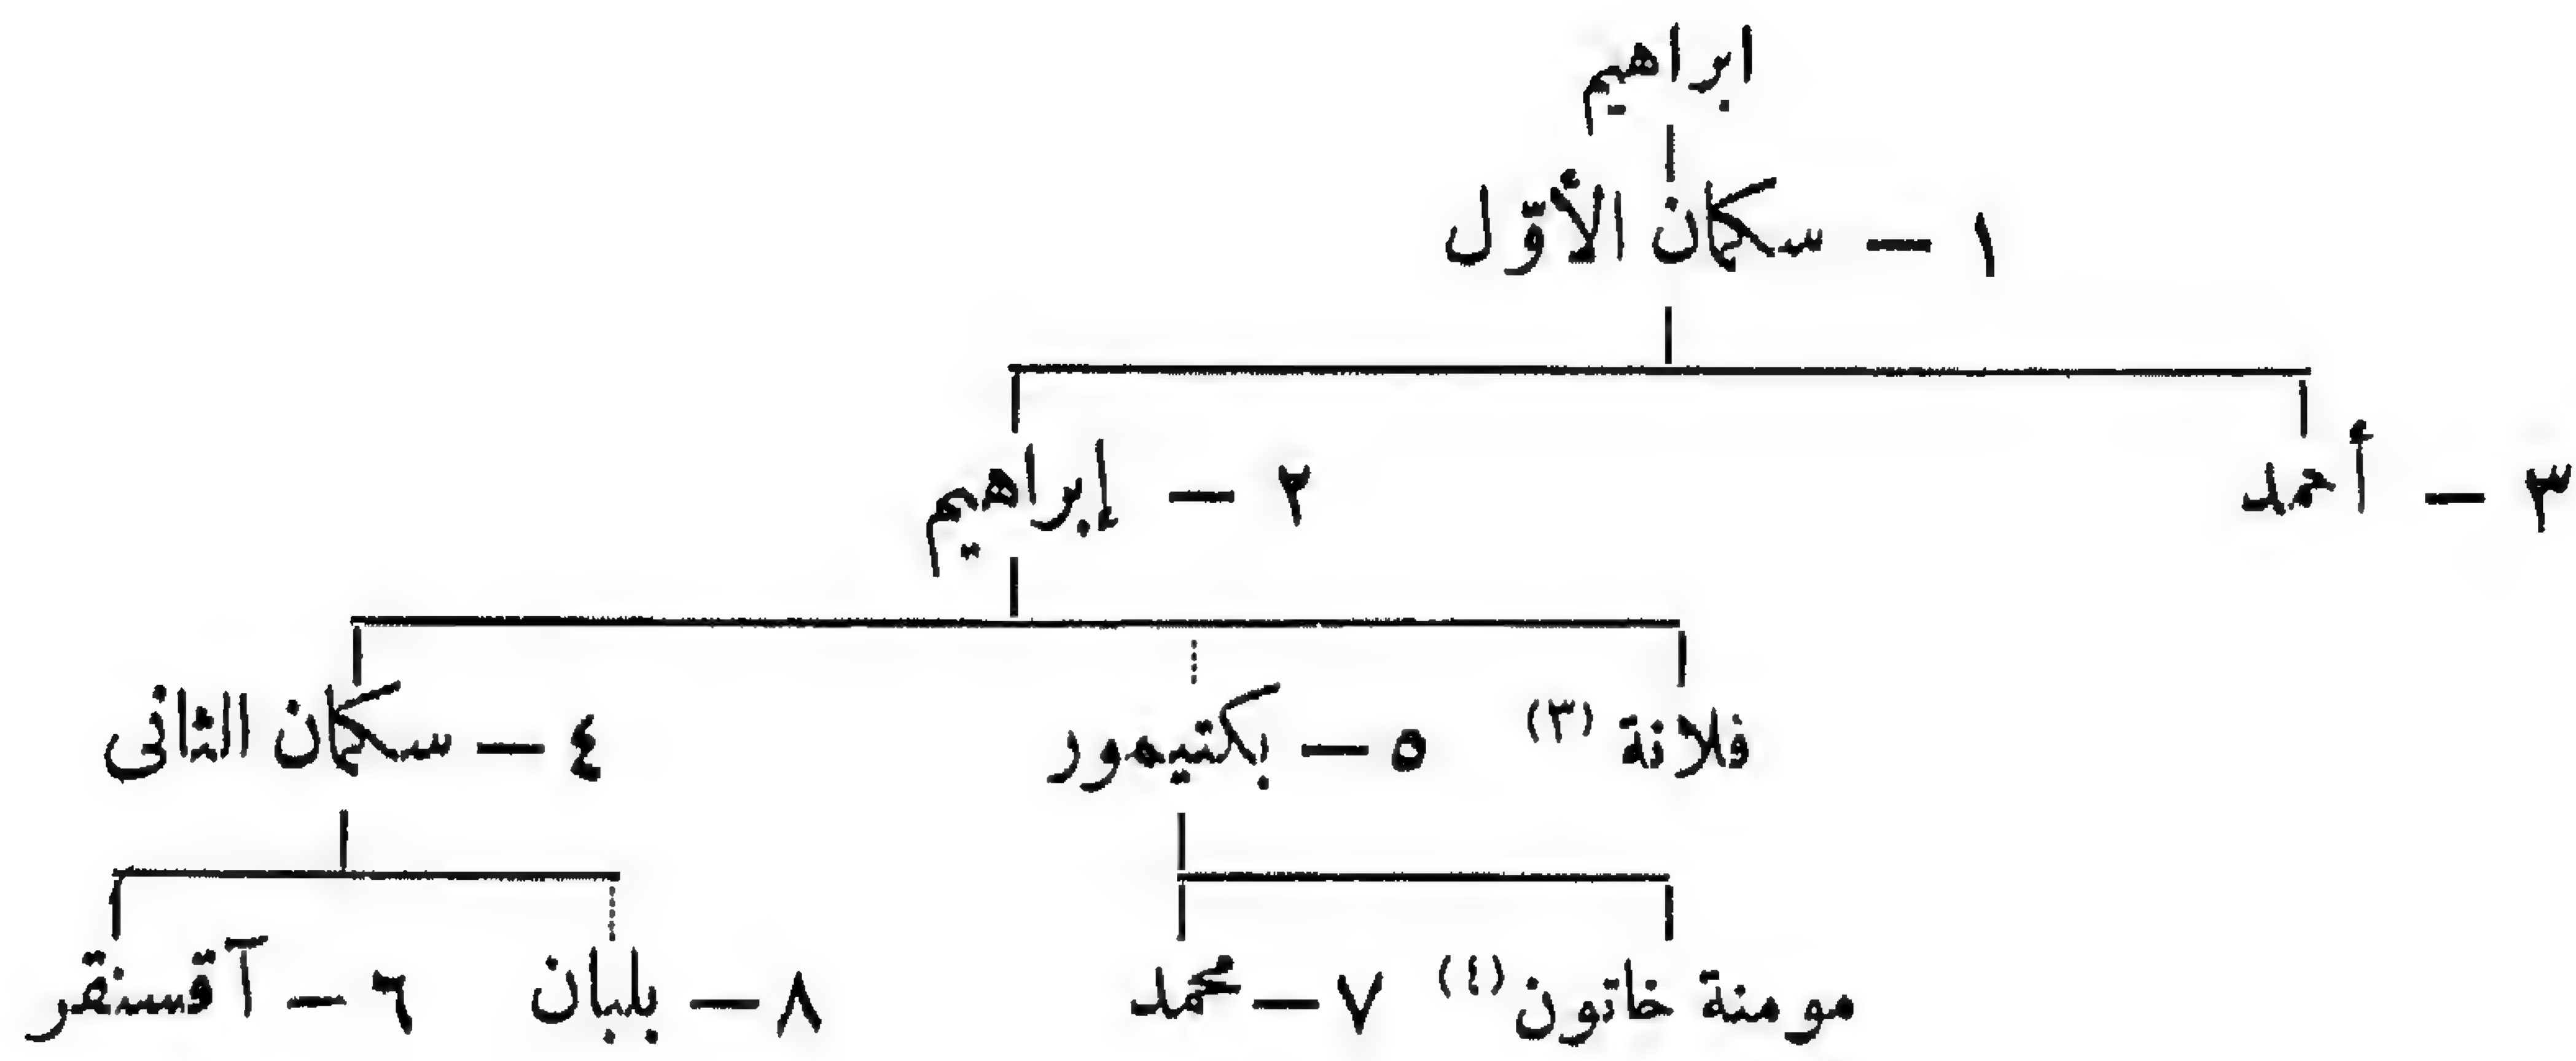 ابراهيم
١ — سكمان الأوّل
٣ — أحمد
٢ — إبراهيم
فلانة (٣)
٥ — بكتيمور
٤ — سكمان الثانى
مومنة خاتون (٤)
٧ — محمد
٨ — بلبان
٦ — آقسنقر